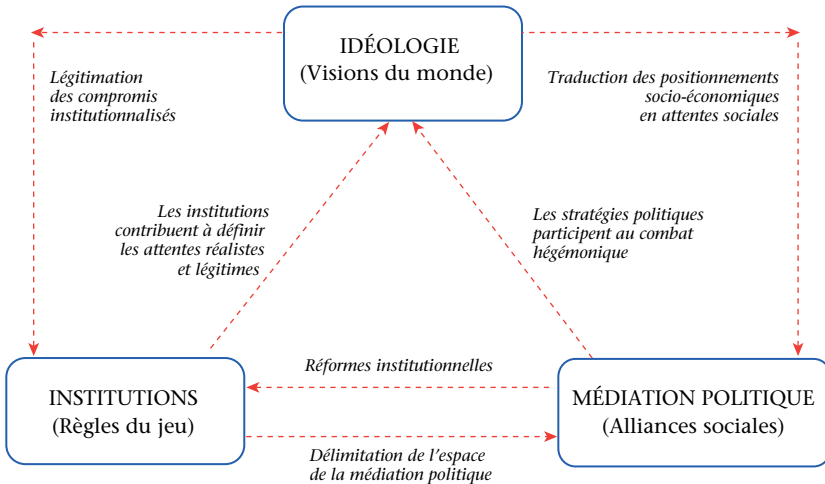 IDÉOLOGIE
(Visions du monde)
Légitimation
des compromis
institutionnalisés
Traduction des positionnements
socio-économiques
en attentes sociales
Les institutions
contribuent à définir
les attentes réalistes
et légitimes
Les stratégies politiques
participent au combat
hégémonique
INSTITUTIONS
(Règles du jeu)
Réformes institutionnelles
MÉDIATION POLITIQUE
(Alliances sociales)
Délimitation de l’espace
de la médiation politique